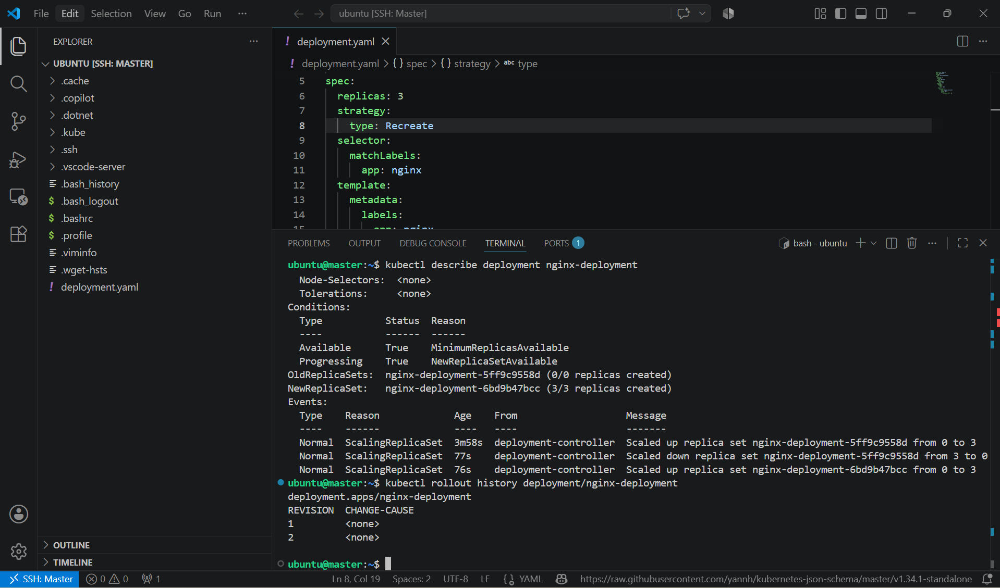 File Edit Selection View Go Run ···
ubuntu [SSH: Master]
EXPLORER
UBUNTU [SSH: MASTER]
.cache
.copilot
.dotnet
.kube
.ssh
.vscode-server
.bash_history
$ .bash_logout
$ .bashrc
$ .profile
.viminfo
.wget-hsts
! deployment.yaml
OUTLINE
TIMELINE
! deployment.yaml
! deployment.yaml > {} spec > {} strategy > abc type
5 spec:
6 replicas: 3
7 strategy:
8 type: Recreate
9 selector:
10 matchLabels:
11 app: nginx
12 template:
13 metadata:
14 labels:
15 app: nginx
PROBLEMS OUTPUT DEBUG CONSOLE TERMINAL PORTS 1
bash - ubuntu
ubuntu@master:~$ kubectl describe deployment nginx-deployment
Node-Selectors: <none>
Tolerations: <none>
Conditions:
Type Status Reason
---- ------ ------
Available True MinimumReplicasAvailable
Progressing True NewReplicaSetAvailable
OldReplicaSets: nginx-deployment-5ff9c9558d (0/0 replicas created)
NewReplicaSet: nginx-deployment-6bd9b47bcc (3/3 replicas created)
Events:
Type Reason Age From Message
---- ------ ---- ---- -------
Normal ScalingReplicaSet 3m58s deployment-controller Scaled up replica set nginx-deployment-5ff9c9558d from 0 to 3
Normal ScalingReplicaSet 77s deployment-controller Scaled down replica set nginx-deployment-5ff9c9558d from 3 to 0
Normal ScalingReplicaSet 76s deployment-controller Scaled up replica set nginx-deployment-6bd9b47bcc from 0 to 3
ubuntu@master:~$ kubectl rollout history deployment/nginx-deployment
deployment.apps/nginx-deployment
REVISION CHANGE-CAUSE
1 <none>
2 <none>
ubuntu@master:~$
SSH: Master 0 0 1 Ln 8, Col 19 Spaces: 2 UTF-8 LF {} YAML https://raw.githubusercontent.com/yannh/kubernetes-json-schema/master/v1.34.1-standalone